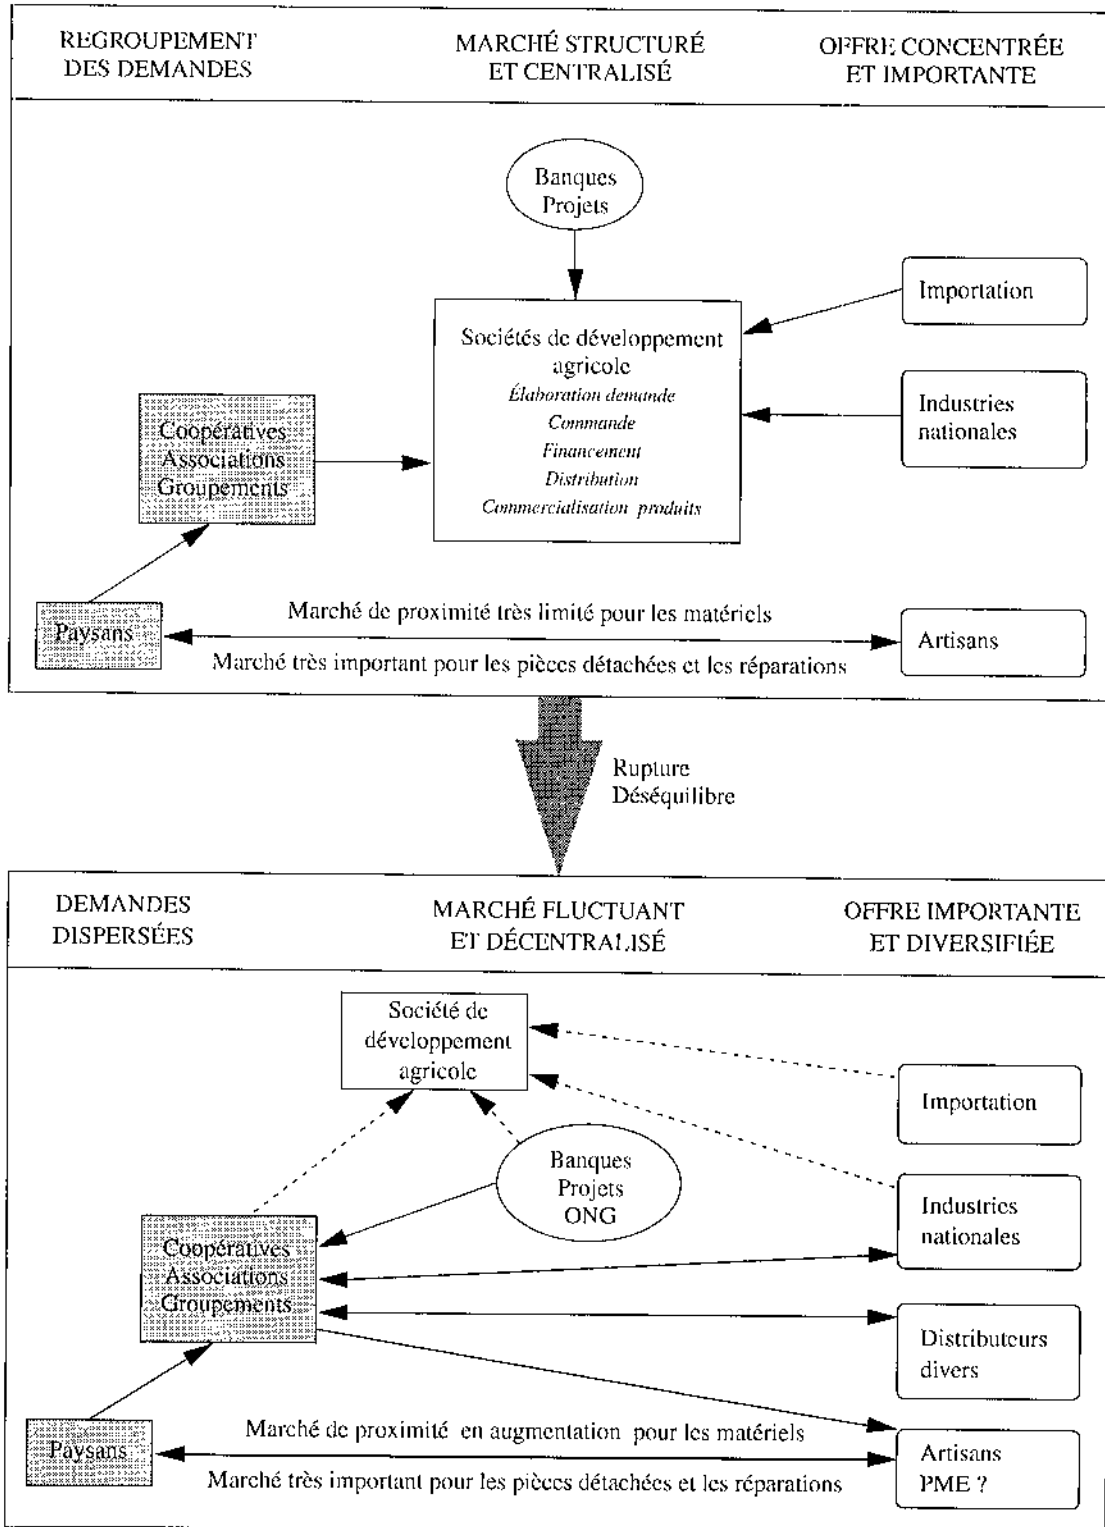 REGROUPEMENT
DES DEMANDES
MARCHÉ STRUCTURÉ
ET CENTRALISÉ
OFFRE CONCENTRÉE
ET IMPORTANTE
Banques
Projets
Importation
Sociétés de développement
agricole
Élaboration demande
Commande
Financement
Distribution
Commercialisation produits
Industries
nationales
Coopératives
Associations
Groupements
Paysans
Marché de proximité très limité pour les matériels
Marché très important pour les pièces détachées et les réparations
Artisans
Rupture
Déséquilibre
DEMANDES
DISPERSÉES
MARCHÉ FLUCTUANT
ET DÉCENTRALISÉ
OFFRE IMPORTANTE
ET DIVERSIFIÉE
Société de
développement
agricole
Importation
Banques
Projets
ONG
Industries
nationales
Coopératives
Associations
Groupements
Distributeurs
divers
Paysans
Marché de proximité en augmentation pour les matériels
Marché très important pour les pièces détachées et les réparations
Artisans
PME ?